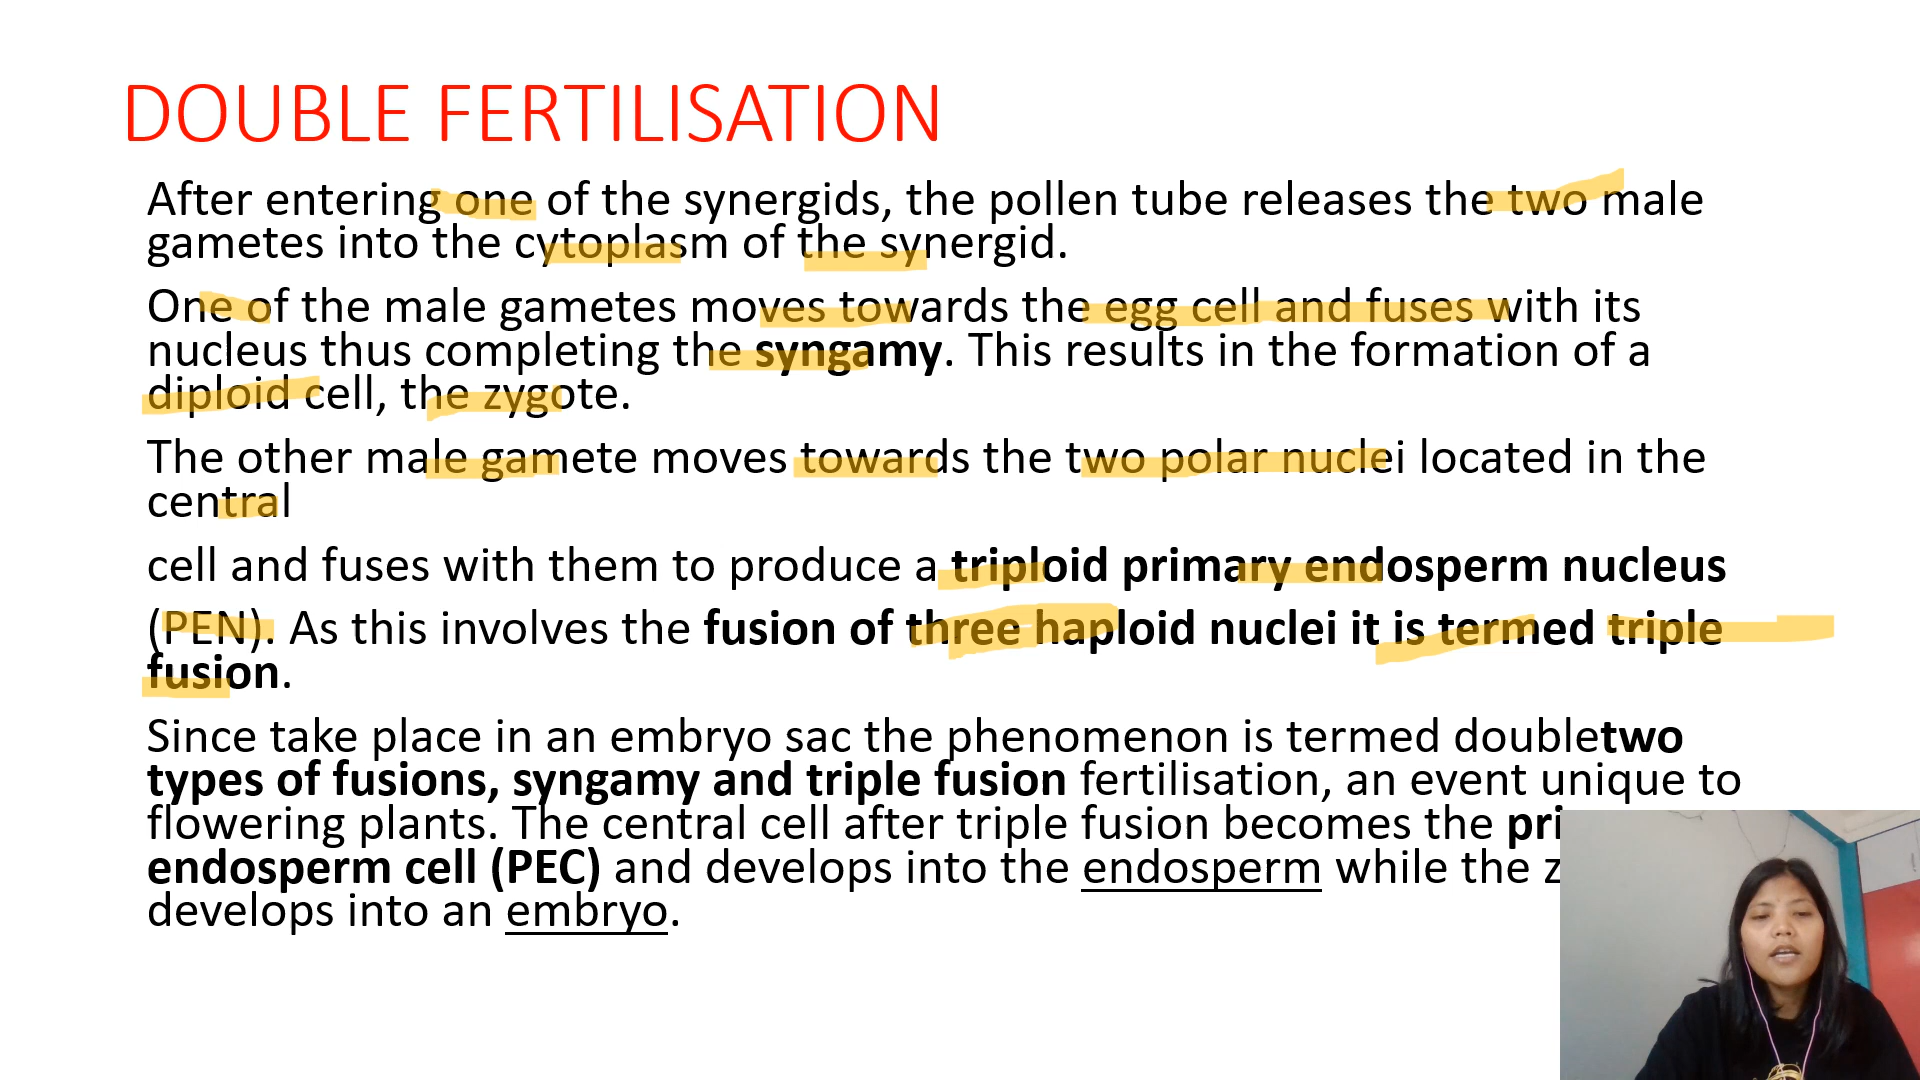 DOUBLE FERTILISATION
After entering one of the synergids, the pollen tube releases the two male
gametes into the cytoplasm of the synergid.
One of the male gametes moves towards the egg cell and fuses with its
nucleus thus completing the syngamy. This results in the formation of a
diploid cell, the zygote.
The other male gamete moves towards the two polar nuclei located in the
central
cell and fuses with them to produce a triploid primary endosperm nucleus
(PEN). As this involves the fusion of three haploid nuclei it is termed triple
fusion.
Since take place in an embryo sac the phenomenon is termed doubletwo
types of fusions, syngamy and triple fusion fertilisation, an event unique to
flowering plants. The central cell after triple fusion becomes the
endosperm cell (PEC) and develops into the endosperm while the
develops into an embryo.